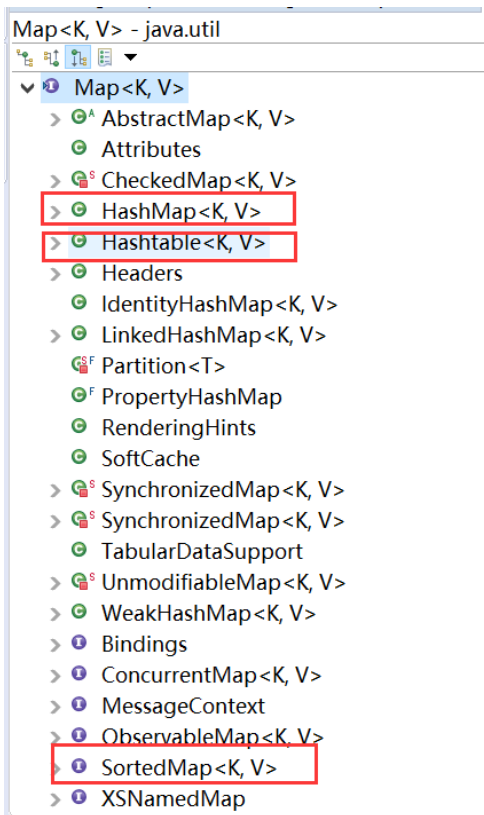 Map<K, V> - java.util
Map<K, V>
AbstractMap<K, V>
Attributes
CheckedMap<K, V>
HashMap<K, V>
Hashtable<K, V>
Headers
IdentityHashMap<K, V>
LinkedHashMap<K, V>
Partition<T>
PropertyHashMap
RenderingHints
SoftCache
SynchronizedMap<K, V>
SynchronizedMap<K, V>
TabularDataSupport
UnmodifiableMap<K, V>
WeakHashMap<K, V>
Bindings
ConcurrentMap<K, V>
MessageContext
ObservableMap<K, V>
SortedMap<K, V>
XSNamedMap